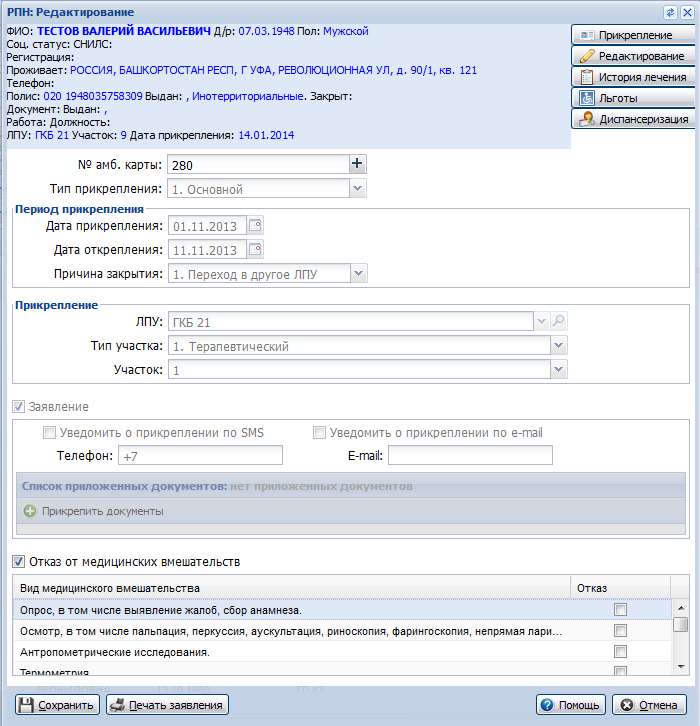 РПН: Редактирование
ФИО: ТЕСТОВ ВАЛЕРИЙ ВАСИЛЬЕВИЧ Д/р: 07.03.1948 Пол: Мужской
Соц. статус: СНИЛС:
Регистрация:
Проживает: РОССИЯ, БАШКОРТОСТАН РЕСП, Г УФА, РЕВОЛЮЦИОННАЯ УЛ, д. 90/1, кв. 121
Телефон:
Полис: 020 1948035758309 Выдан: , Инотерриториальные. Закрыт:
Документ: Выдан: ,
Работа: Должность:
ЛПУ: ГКБ 21 Участок: 9 Дата прикрепления: 14.01.2014
Прикрепление
Редактирование
История лечения
Льготы
Диспансеризация
№ амб. карты: 280
Тип прикрепления: 1. Основной
Период прикрепления
Дата прикрепления: 01.11.2013
Дата открепления: 11.11.2013
Причина закрытия: 1. Переход в другое ЛПУ
Прикрепление
ЛПУ: ГКБ 21
Тип участка: 1. Терапевтический
Участок: 1
Заявление
Уведомить о прикреплении по SMS Уведомить о прикреплении по e-mail
Телефон: +7 E-mail:
Список приложенных документов: нет приложенных документов
Прикрепить документы
Отказ от медицинских вмешательств
Вид медицинского вмешательства Отказ
Опрос, в том числе выявление жалоб, сбор анамнеза.
Осмотр, в том числе пальпация, перкуссия, аускультация, риноскопия, фарингоскопия, непрямая лари...
Антропометрические исследования.
Термометрия
Сохранить Печать заявления Помощь Отмена